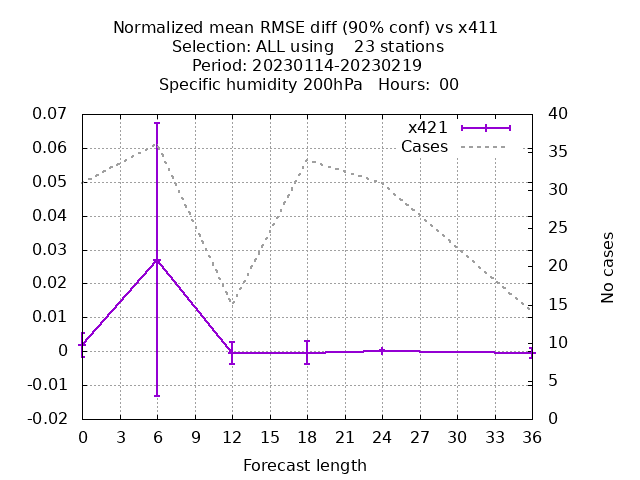 Normalized mean RMSE diff (90% conf) vs x411
Selection: ALL using    23 stations
Period: 20230114-20230219
Specific humidity 200hPa   Hours:  00
x421
Cases
0.07
0.06
0.05
0.04
0.03
0.02
0.01
0
-0.01
-0.02
40
35
30
25
20
15
10
5
0
No cases
0 3 6 9 12 15 18 21 24 27 30 33 36
Forecast length